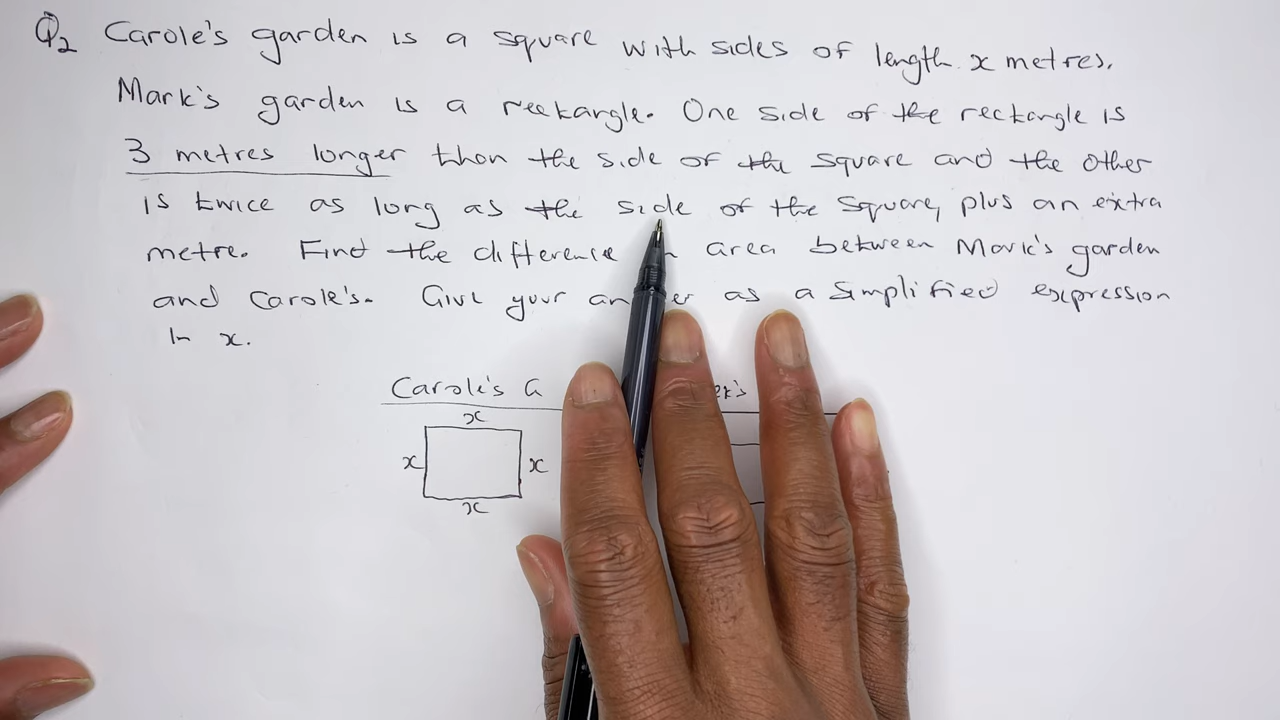 Q2 Carole's garden is a square with sides of length x metres.
Mark's garden is a rectangle. One side of the rectangle is
3 metres longer than the side of the square and the other
is twice as long as the side of the square, plus an extra
metre. Find the difference area between Mark's garden
and Carole's. Give your as a simplified expression
in x.
Carole's G
x
x
x
x